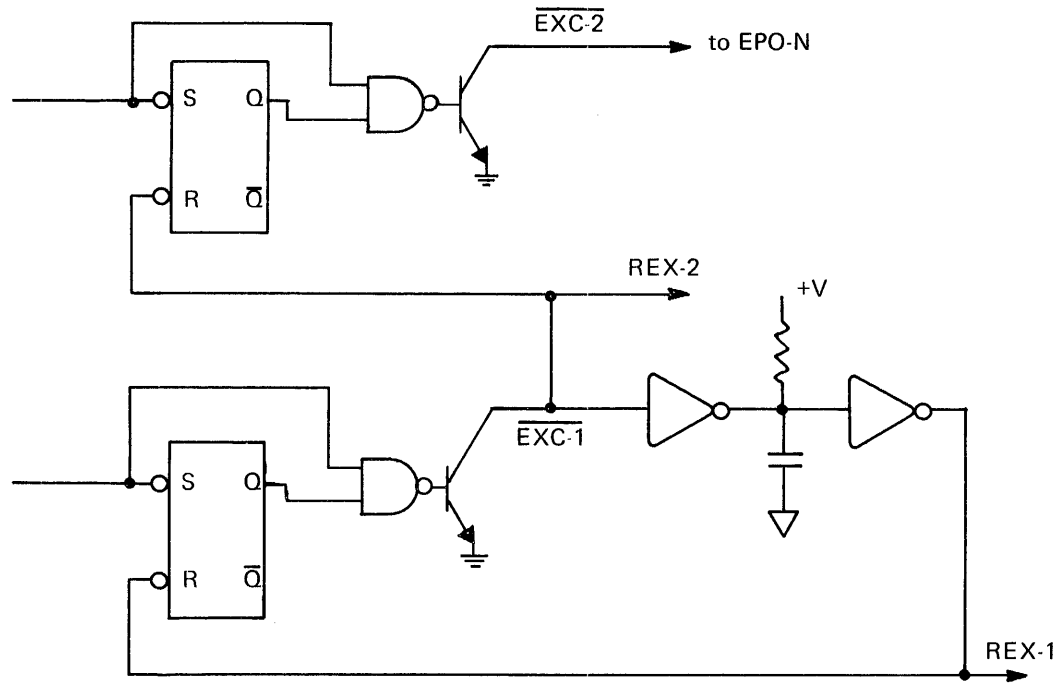 EXC-2
to EPO-N
S Q
R Q
REX-2
+V
EXC-1
S Q
R Q
REX-1